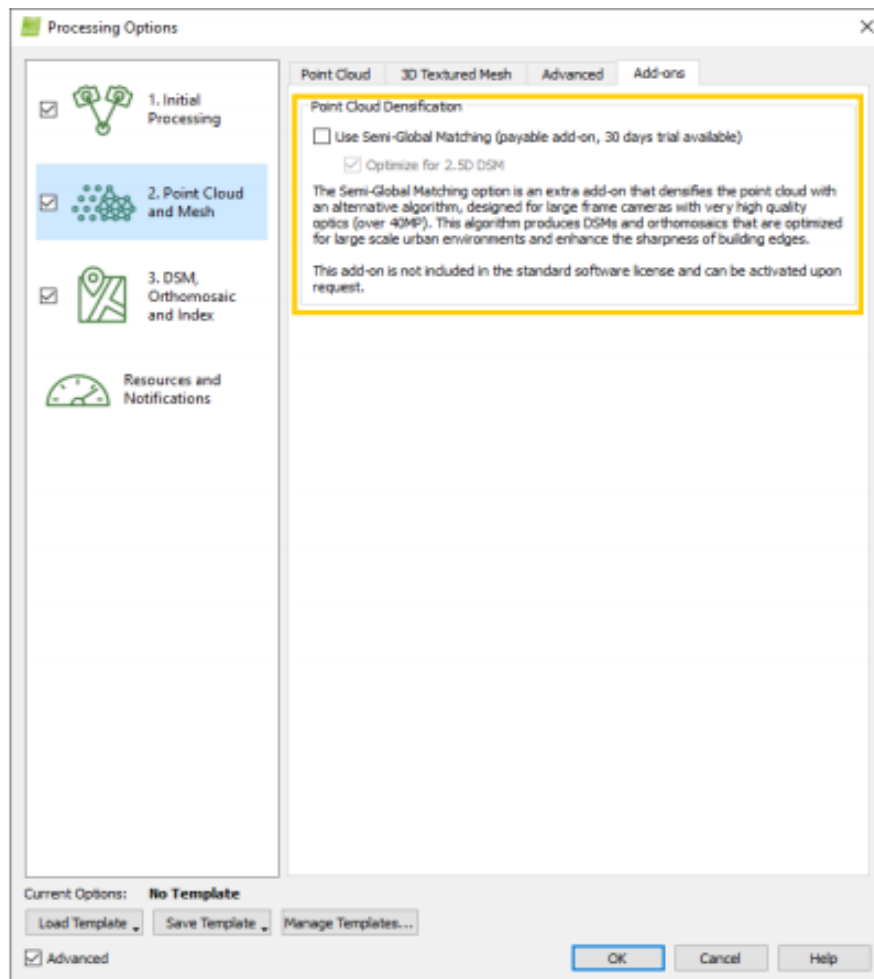 Processing Options
1. Initial
Processing
2. Point Cloud
and Mesh
3. DSM,
Orthomosaic
and Index
Resources and
Notifications
Point Cloud
3D Textured Mesh
Advanced
Add-ons
Point Cloud Densification
Use Semi-Global Matching (payable add-on, 30 days trial available)
Optimize for 2.5D DSM
The Semi-Global Matching option is an extra add-on that densifies the point cloud with
an alternative algorithm, designed for large frame cameras with very high quality
optics (over 40MP). This algorithm produces DSMs and orthomosaics that are optimized
for large scale urban environments and enhance the sharpness of building edges.
This add-on is not included in the standard software license and can be activated upon
request.
Current Options: No Template
Load Template
Save Template
Manage Templates...
Advanced
OK
Cancel
Help